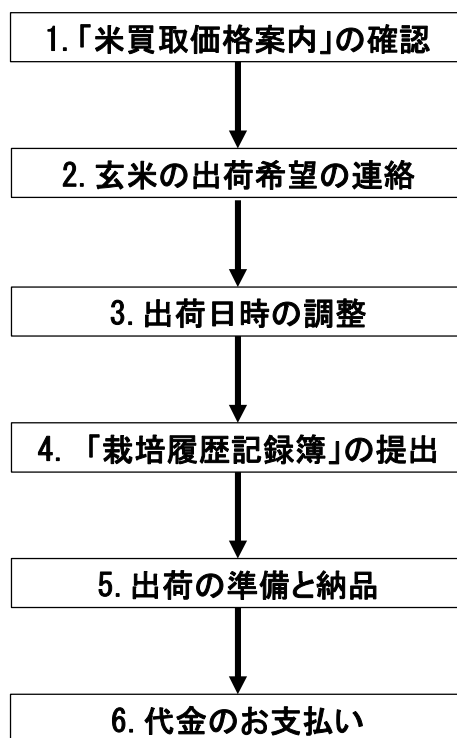 1.「米買取価格案内」の確認
2. 玄米の出荷希望の連絡
3. 出荷日時の調整
4. 「栽培履歴記録簿」の提出
5. 出荷の準備と納品
6. 代金のお支払い